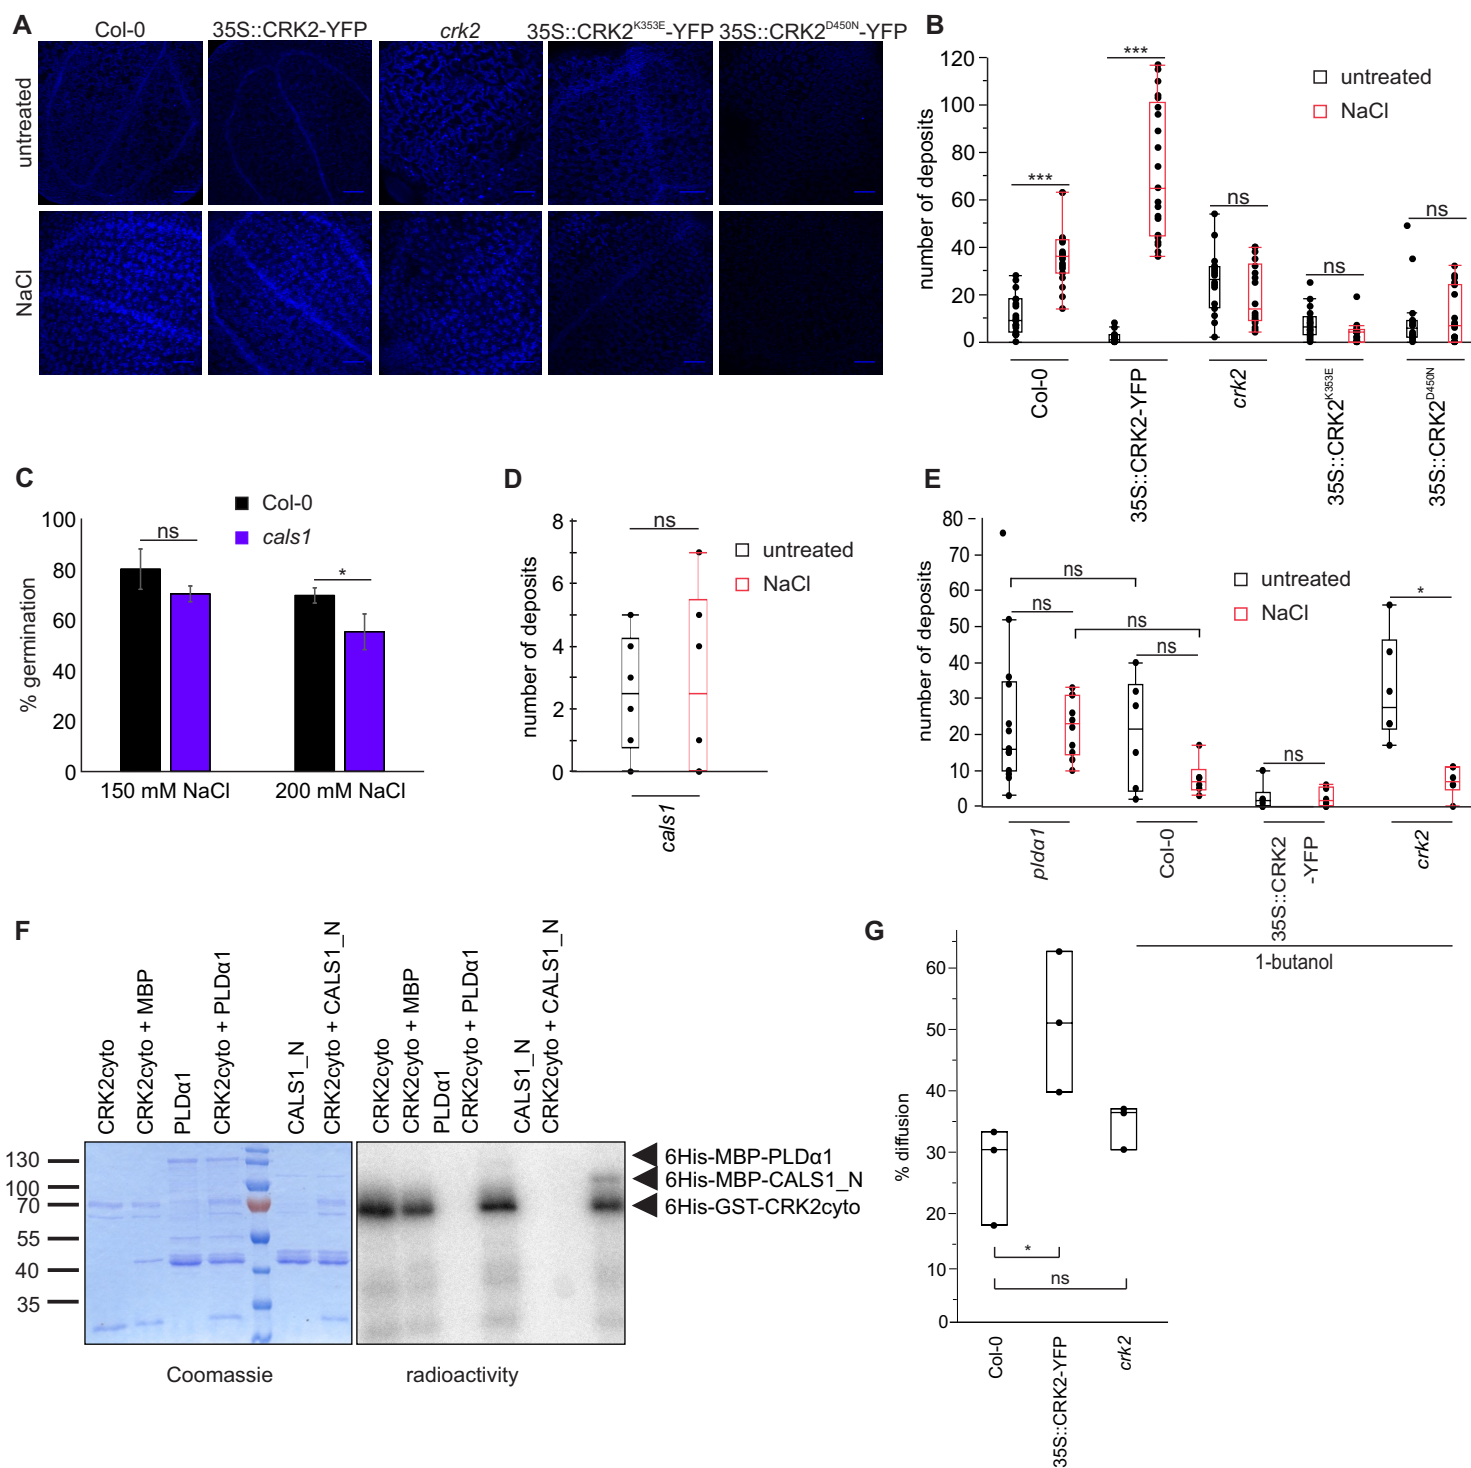 A
Col-0
35S::CRK2-YFP
crk2
35S::CRK2K353E-YFP
35S::CRK2D450N-YFP
untreated
NaCl
B
number of deposits
120
100
80
60
40
20
0
***
***
ns
ns
ns
untreated
NaCl
Col-0
35S::CRK2-YFP
crk2
35S::CRK2K353E
35S::CRK2D450N
C
Col-0
cals1
% germination
100
80
60
40
20
0
ns
*
150 mM NaCl
200 mM NaCl
D
number of deposits
8
6
4
2
0
ns
untreated
NaCl
cals1
E
number of deposits
80
70
60
50
40
30
20
10
0
ns
ns
ns
ns
ns
*
untreated
NaCl
pldα1
Col-0
35S::CRK2
-YFP
crk2
1-butanol
F
CRK2cyto
CRK2cyto + MBP
PLDα1
CRK2cyto + PLDα1
CALS1_N
CRK2cyto + CALS1_N
CRK2cyto
CRK2cyto + MBP
PLDα1
CRK2cyto + PLDα1
CALS1_N
CRK2cyto + CALS1_N
130
100
70
55
40
35
6His-MBP-PLDα1
6His-MBP-CALS1_N
6His-GST-CRK2cyto
Coomassie
radioactivity
G
% diffusion
60
50
40
30
20
10
0
*
ns
Col-0
35S::CRK2-YFP
crk2